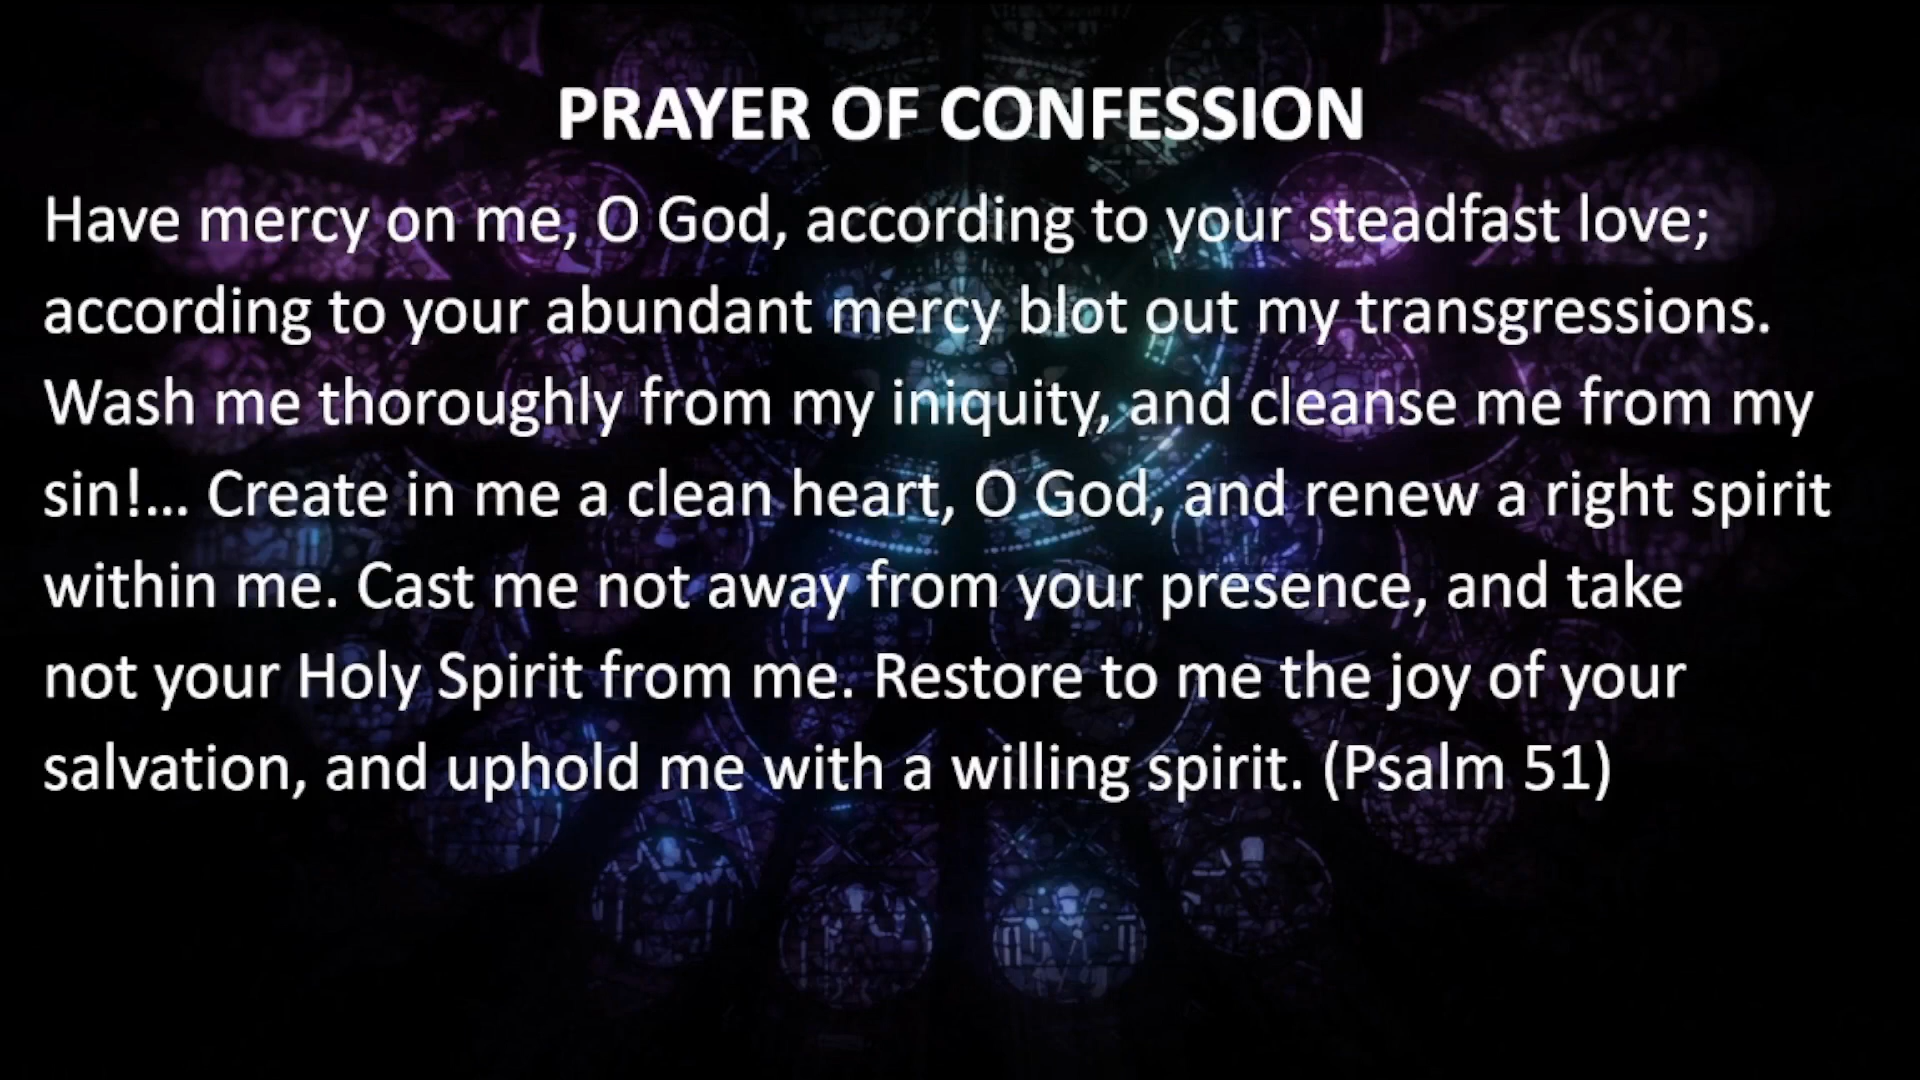 PRAYER OF CONFESSION
Have mercy on me, O God, according to your steadfast love;
according to your abundant mercy blot out my transgressions.
Wash me thoroughly from my iniquity, and cleanse me from my
sin!... Create in me a clean heart, O God, and renew a right spirit
within me. Cast me not away from your presence, and take
not your Holy Spirit from me. Restore to me the joy of your
salvation, and uphold me with a willing spirit. (Psalm 51)